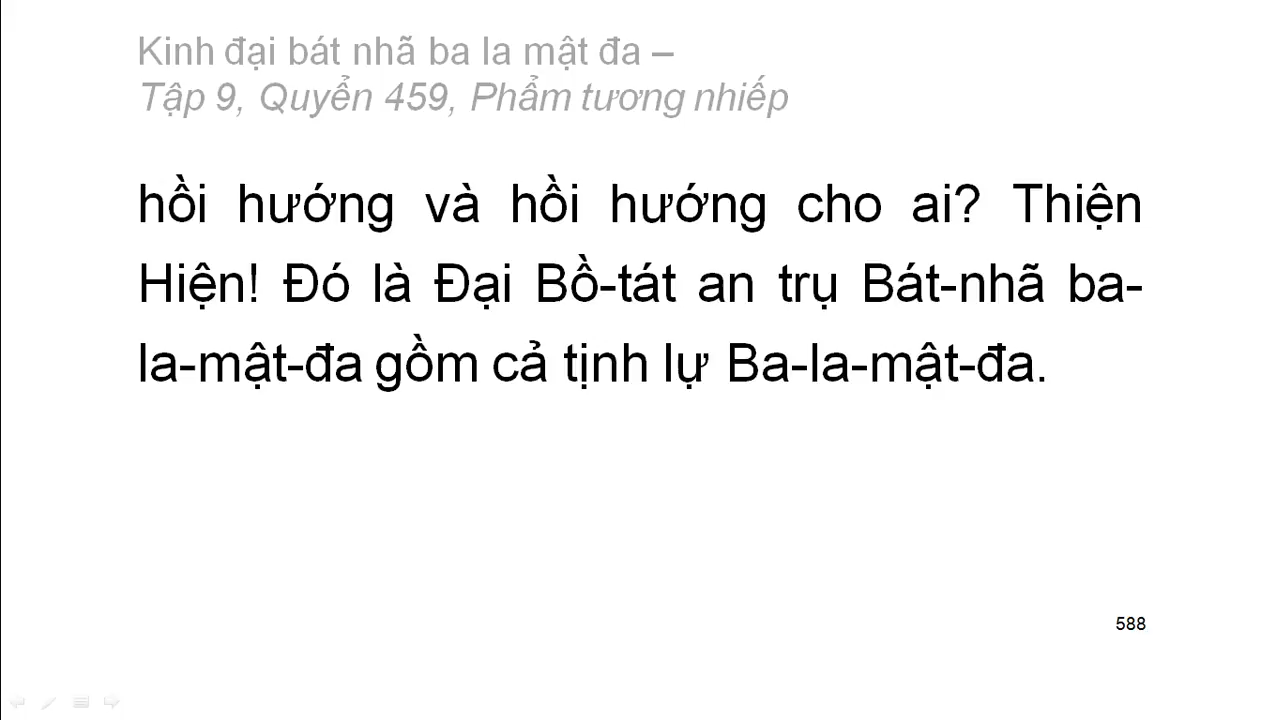 Kinh đại bát nhã ba la mật đa –
Tập 9, Quyển 459, Phẩm tương nhiếp
hồi hướng và hồi hướng cho ai? Thiện
Hiện! Đó là Đại Bồ-tát an trụ Bát-nhã ba-
la-mật-đa gồm cả tịnh lự Ba-la-mật-đa.
588